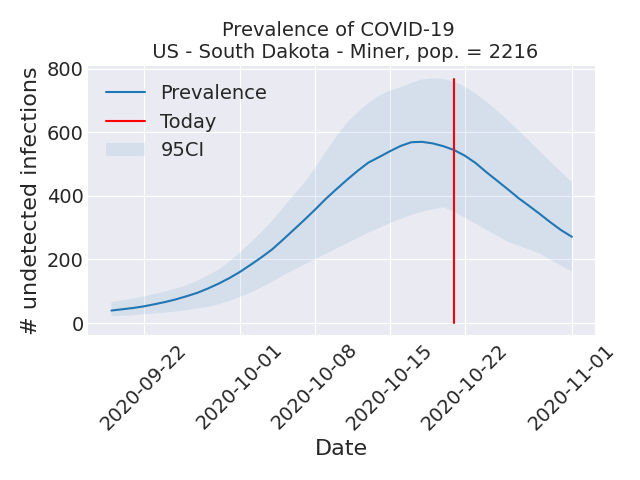 Prevalence of COVID-19
US - South Dakota - Miner, pop. = 2216
# undetected infections
800
600
400
200
0
Prevalence
Today
95CI
2020-09-22
2020-10-01
2020-10-08
2020-10-15
2020-10-22
2020-11-01
Date